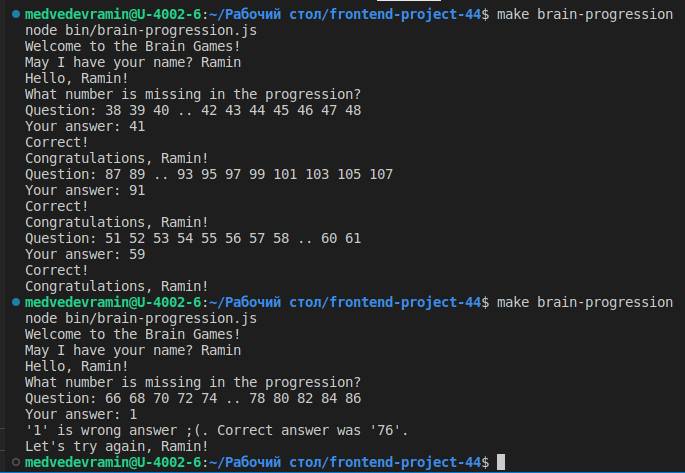 medvedevramin@U-4002-6:~/Рабочий стол/frontend-project-44$ make brain-progression
node bin/brain-progression.js
Welcome to the Brain Games!
May I have your name? Ramin
Hello, Ramin!
What number is missing in the progression?
Question: 38 39 40 .. 42 43 44 45 46 47 48
Your answer: 41
Correct!
Congratulations, Ramin!
Question: 87 89 .. 93 95 97 99 101 103 105 107
Your answer: 91
Correct!
Congratulations, Ramin!
Question: 51 52 53 54 55 56 57 58 .. 60 61
Your answer: 59
Correct!
Congratulations, Ramin!
medvedevramin@U-4002-6:~/Рабочий стол/frontend-project-44$ make brain-progression
node bin/brain-progression.js
Welcome to the Brain Games!
May I have your name? Ramin
Hello, Ramin!
What number is missing in the progression?
Question: 66 68 70 72 74 .. 78 80 82 84 86
Your answer: 1
'1' is wrong answer ;(. Correct answer was '76'.
Let's try again, Ramin!
medvedevramin@U-4002-6:~/Рабочий стол/frontend-project-44$